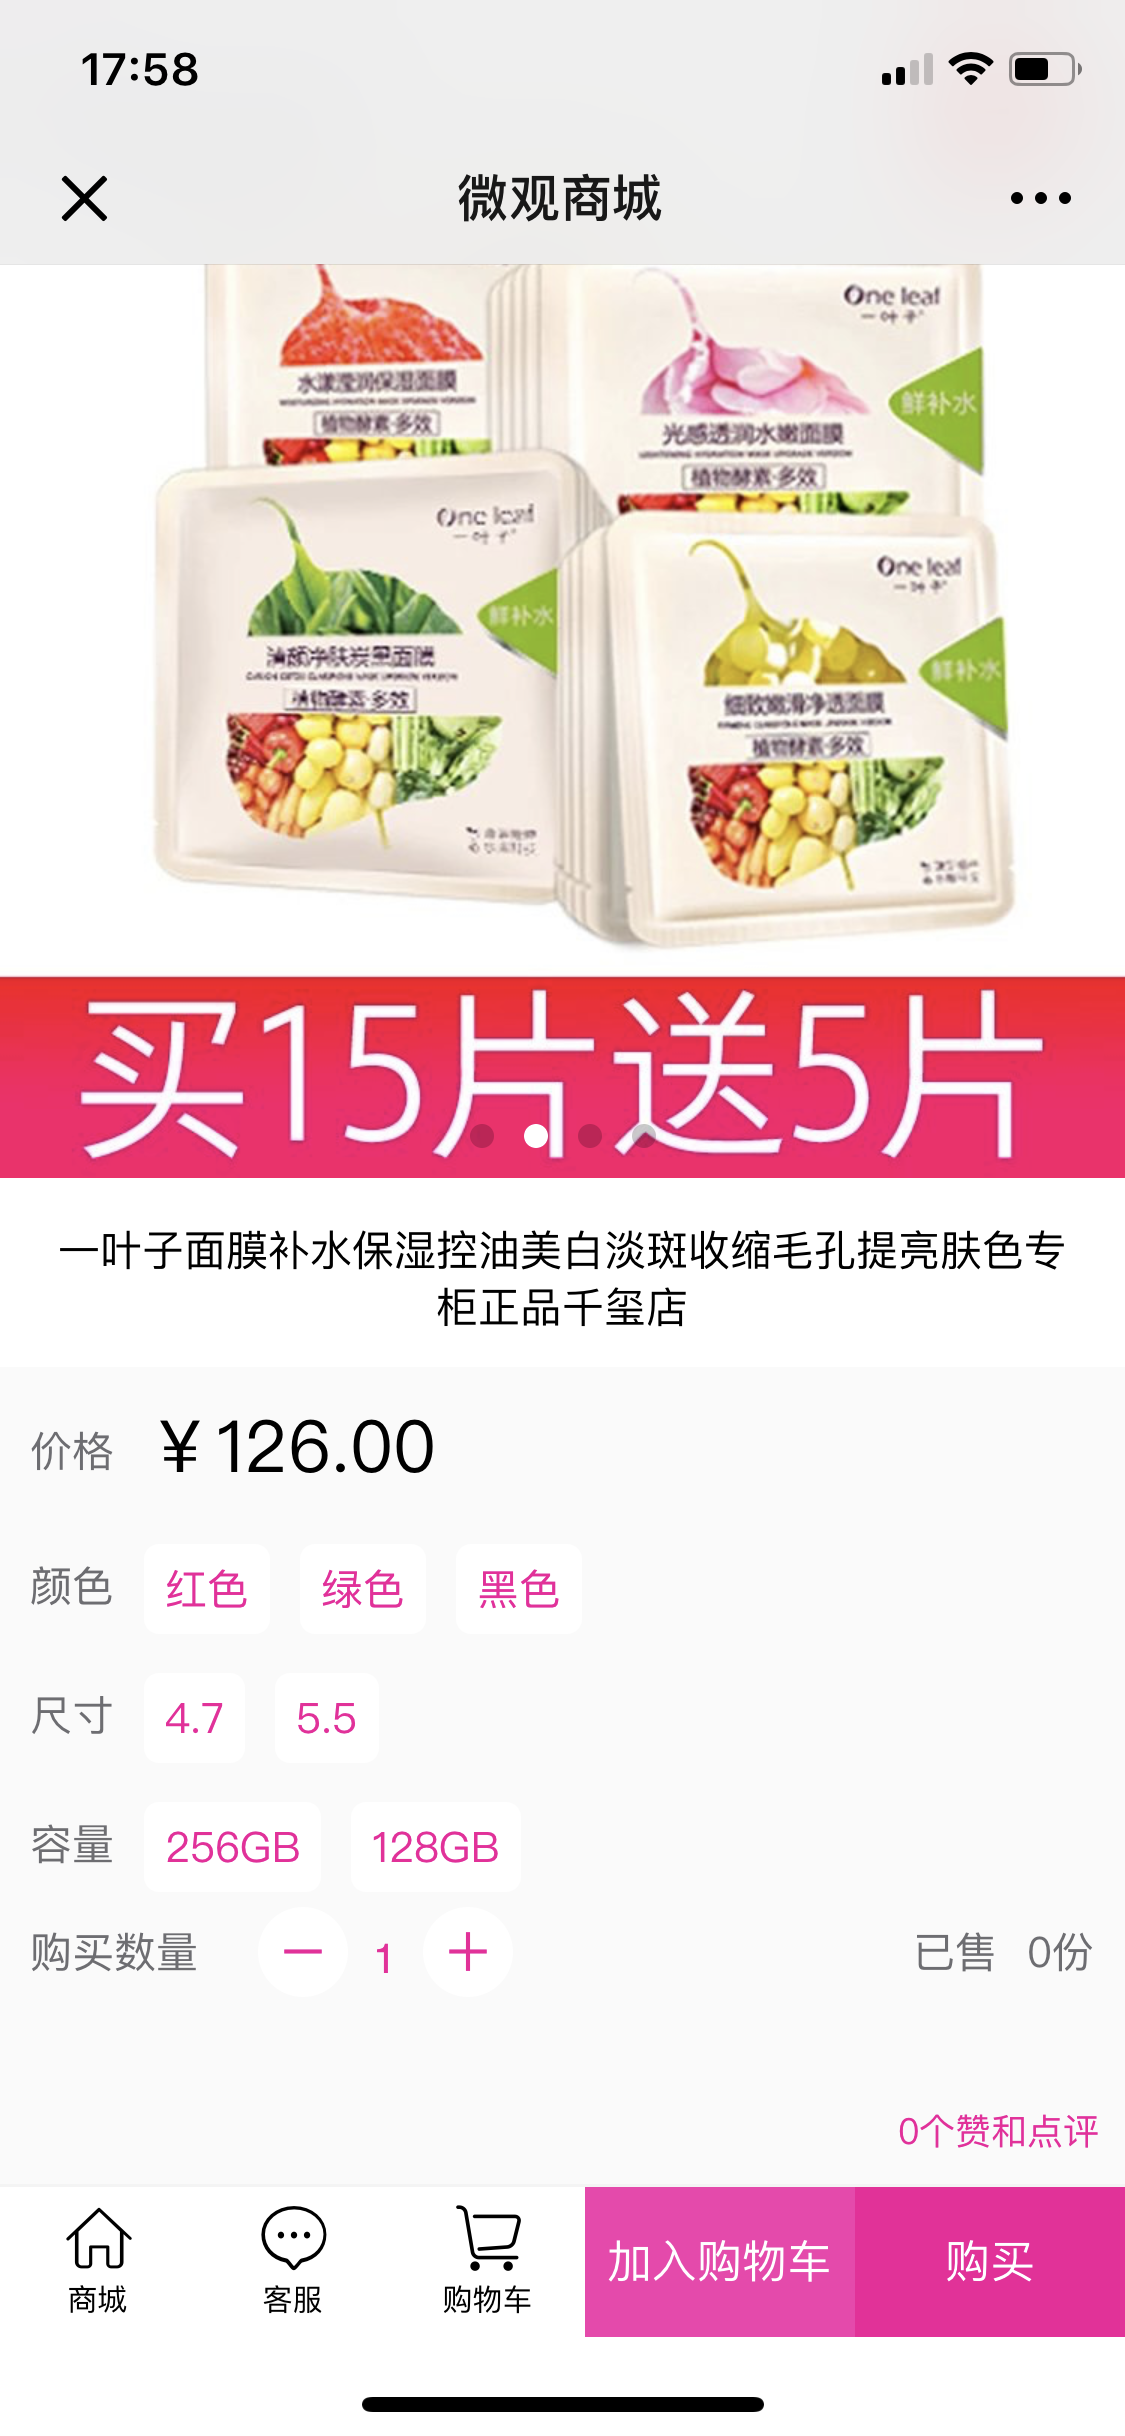 17:58
微观商城
One leaf
一叶子
水漾滢润保湿面膜
植物酵素·多效
鲜补水
光感透润水嫩面膜
植物酵素·多效
One leaf
一叶子
鲜补水
清颜净肤炭黑面膜
植物酵素·多效
One leaf
一叶子
鲜补水
细致嫩滑净透面膜
植物酵素·多效
买15片送5片
一叶子面膜补水保湿控油美白淡斑收缩毛孔提亮肤色专
柜正品千玺店
价格 ¥126.00
颜色 红色 绿色 黑色
尺寸 4.7 5.5
容量 256GB 128GB
购买数量 1 已售 0份
0个赞和点评
商城 客服 购物车 加入购物车 购买